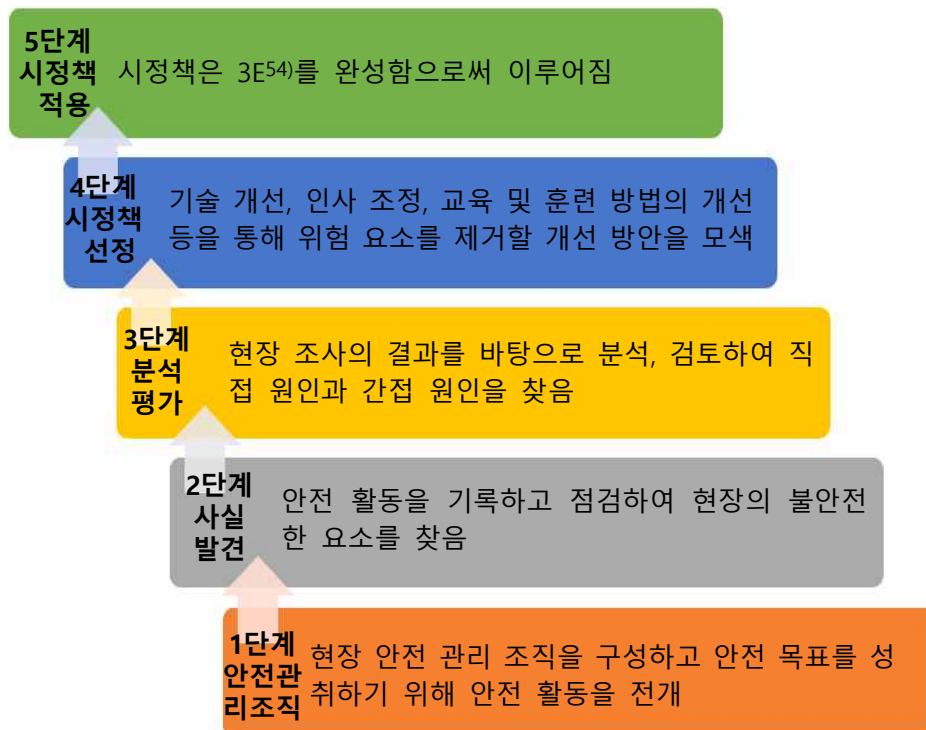 5단계
시정책
적용
시정책은 3E54)를 완성함으로써 이루어짐
4단계
시정책
선정
기술 개선, 인사 조정, 교육 및 훈련 방법의 개선
등을 통해 위험 요소를 제거할 개선 방안을 모색
3단계
분석
평가
현장 조사의 결과를 바탕으로 분석, 검토하여 직
접 원인과 간접 원인을 찾음
2단계
사실
발견
안전 활동을 기록하고 점검하여 현장의 불안전
한 요소를 찾음
1단계
안전관
리조직
현장 안전 관리 조직을 구성하고 안전 목표를 성
취하기 위해 안전 활동을 전개